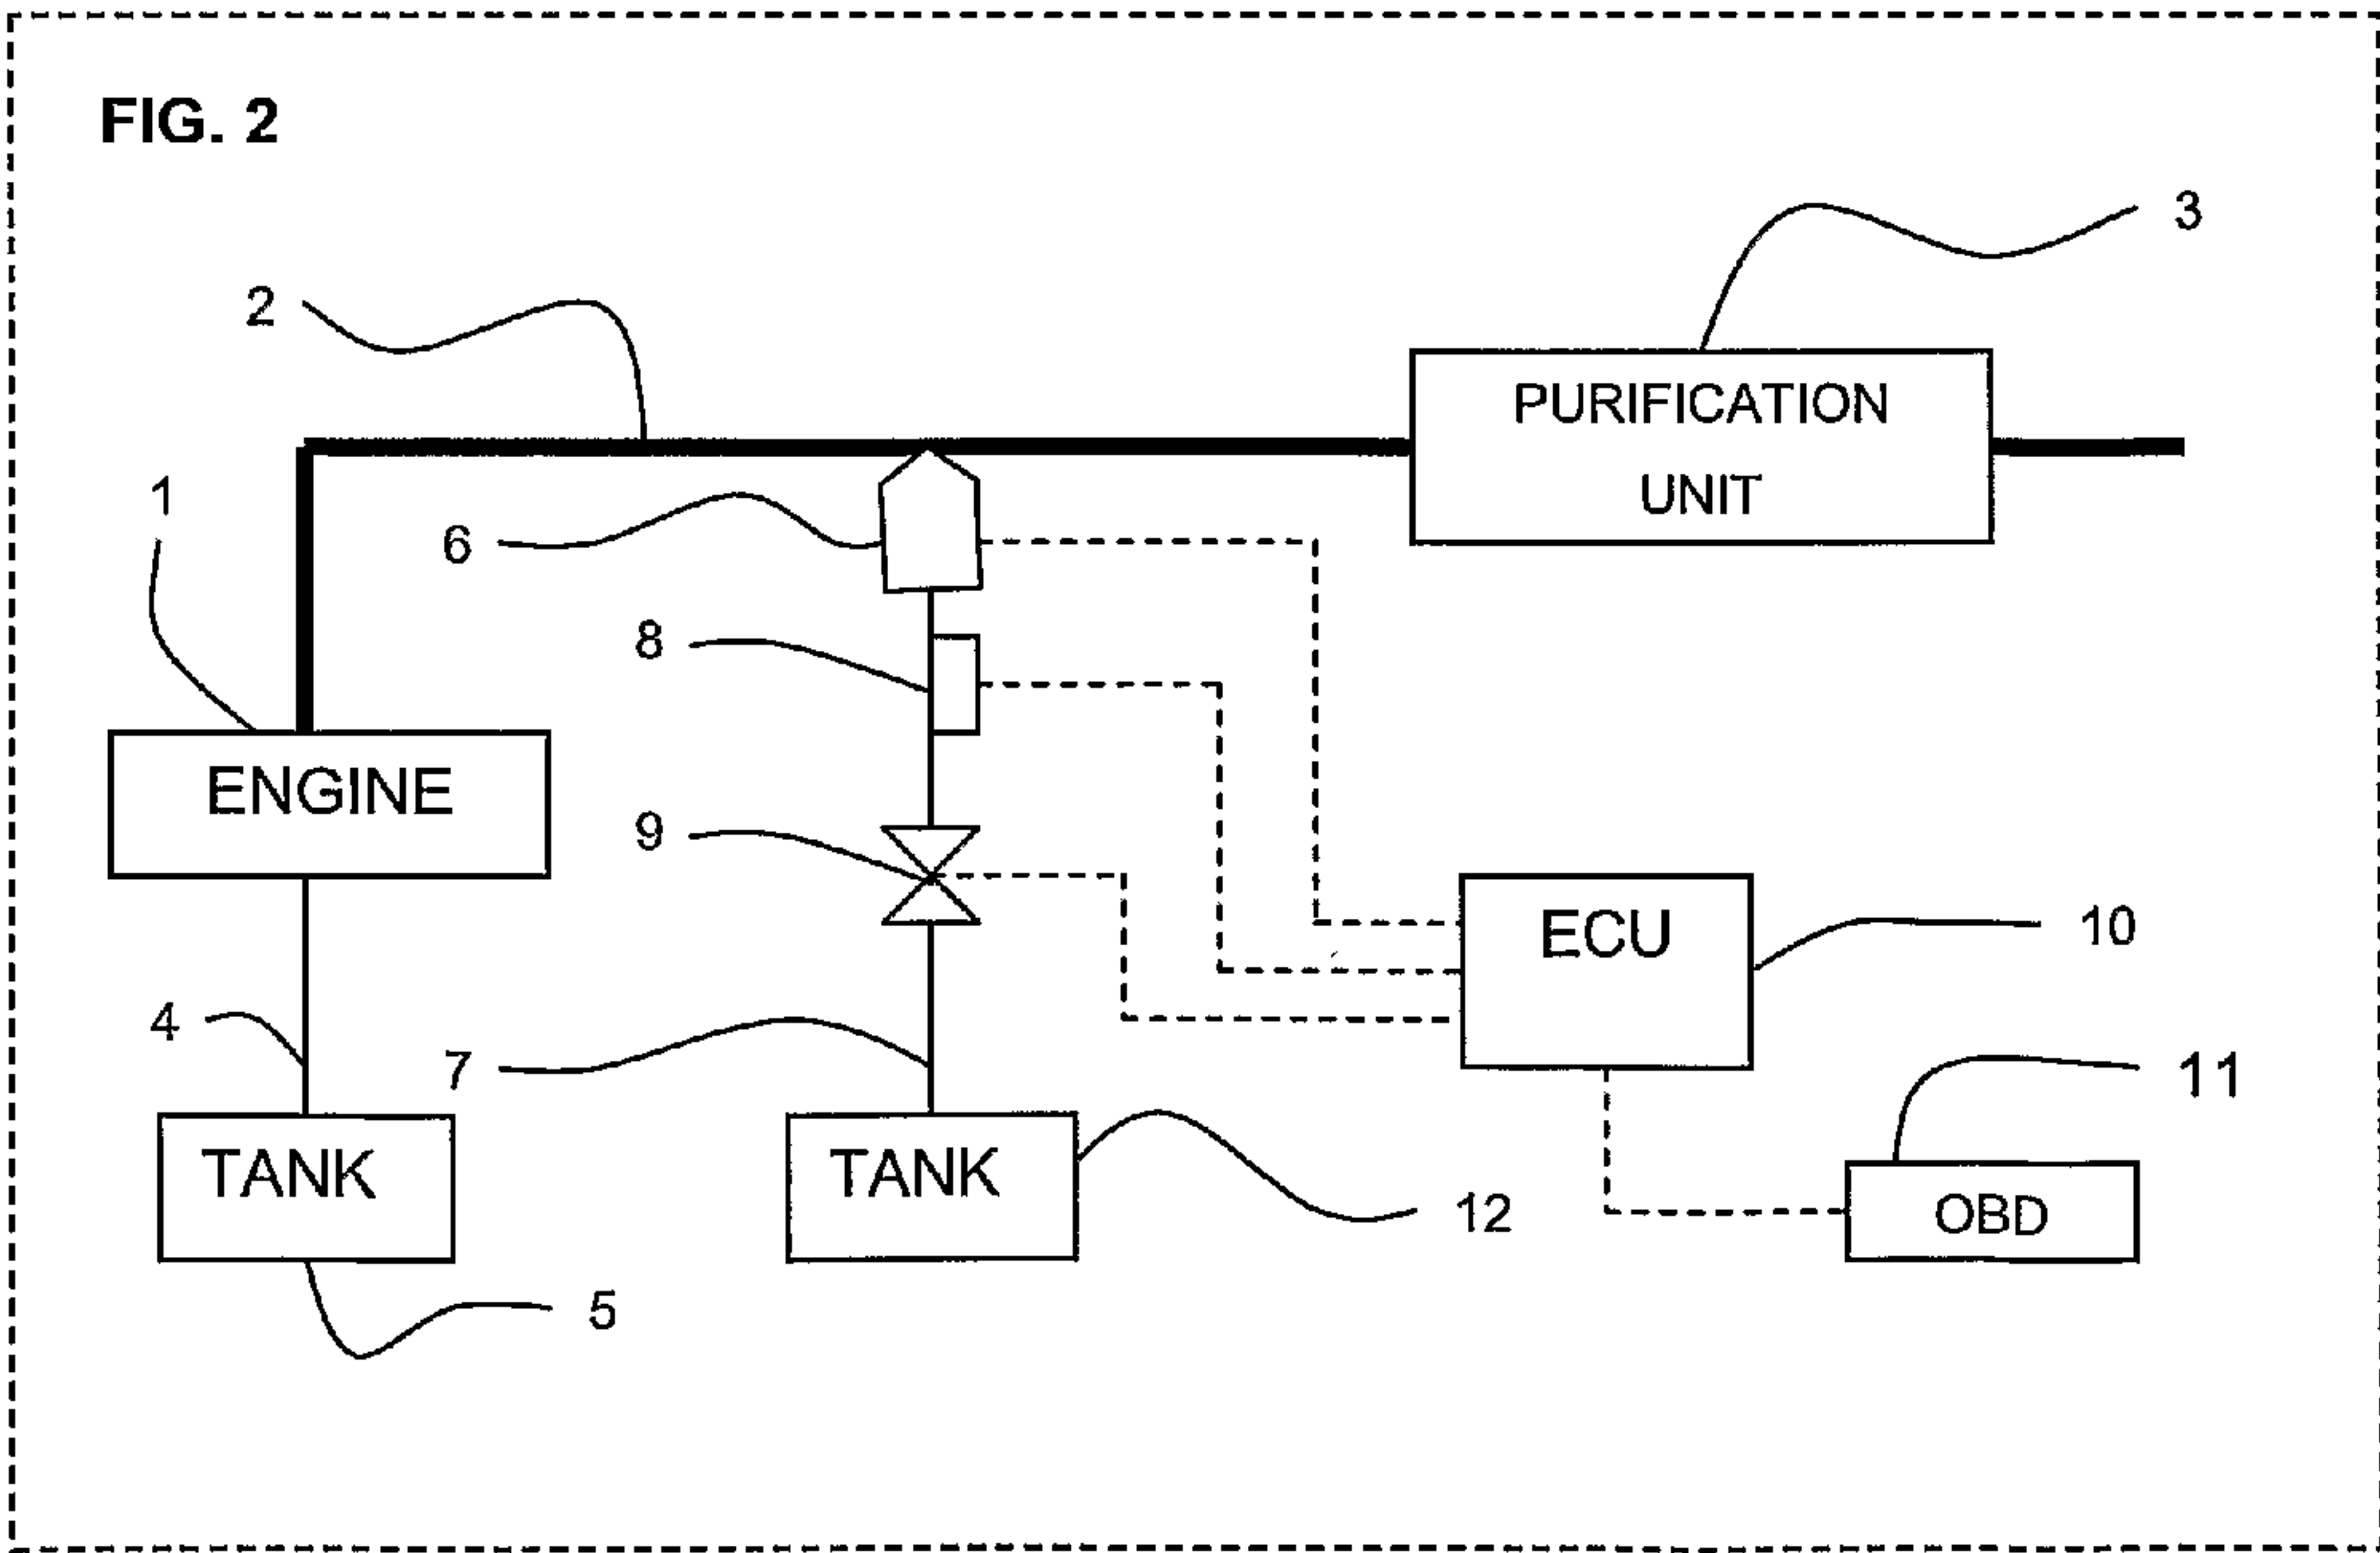 FIG. 2
3
2
PURIFICATION
UNIT
1
6
8
ENGINE
9
ECU
10
4
7
11
TANK
TANK
12
OBD
5